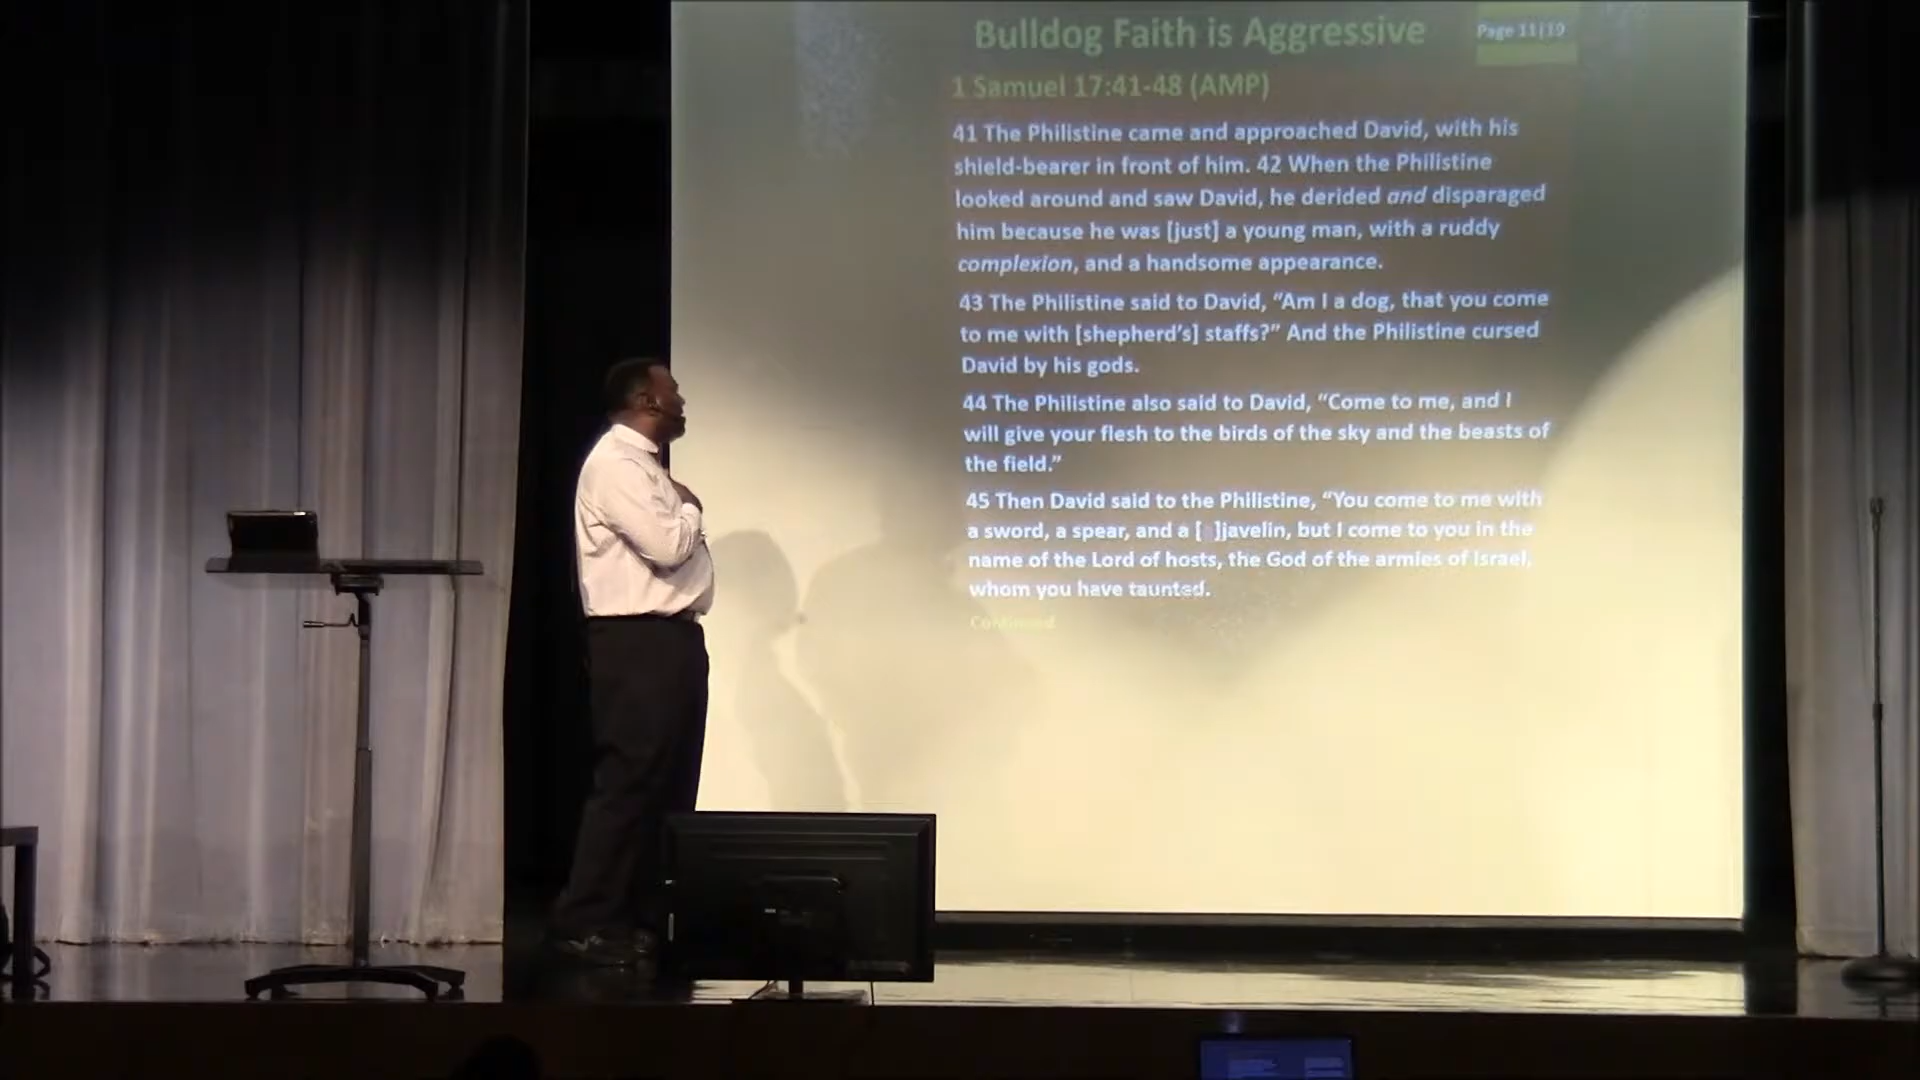 Bulldog Faith is Aggressive
Page 11|19
1 Samuel 17:41-48 (AMP)
41 The Philistine came and approached David, with his
shield-bearer in front of him. 42 When the Philistine
looked around and saw David, he derided and disparaged
him because he was [just] a young man, with a ruddy
complexion, and a handsome appearance.
43 The Philistine said to David, “Am I a dog, that you come
to me with [shepherd’s] staffs?” And the Philistine cursed
David by his gods.
44 The Philistine also said to David, “Come to me, and I
will give your flesh to the birds of the sky and the beasts of
the field.”
45 Then David said to the Philistine, “You come to me with
a sword, a spear, and a [ ]javelin, but I come to you in the
name of the Lord of hosts, the God of the armies of Israel,
whom you have taunted.
Continued